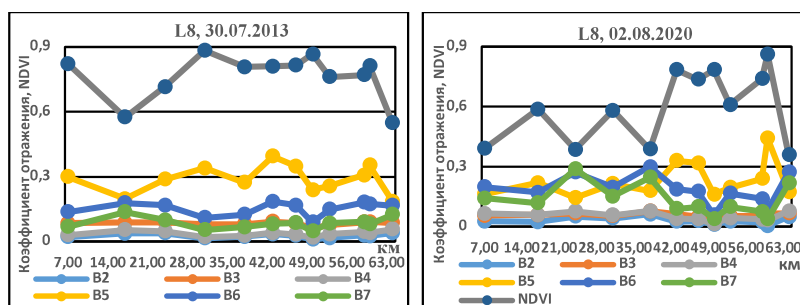 L8, 30.07.2013
Коэффициент отражения, NDVI
0,9
0,6
0,3
0
7,00 14,00 21,00 28,00 35,00 42,00 49,00 56,00 63,00
км
B2 B3 B4
B5 B6 B7
L8, 02.08.2020
Коэффициент отражения, NDVI
0,9
0,6
0,3
0
7,00 14,00 21,00 28,00 35,00 42,00 49,00 56,00 63,00
B2 B3 B4
км
B5 B6 B7
NDVI